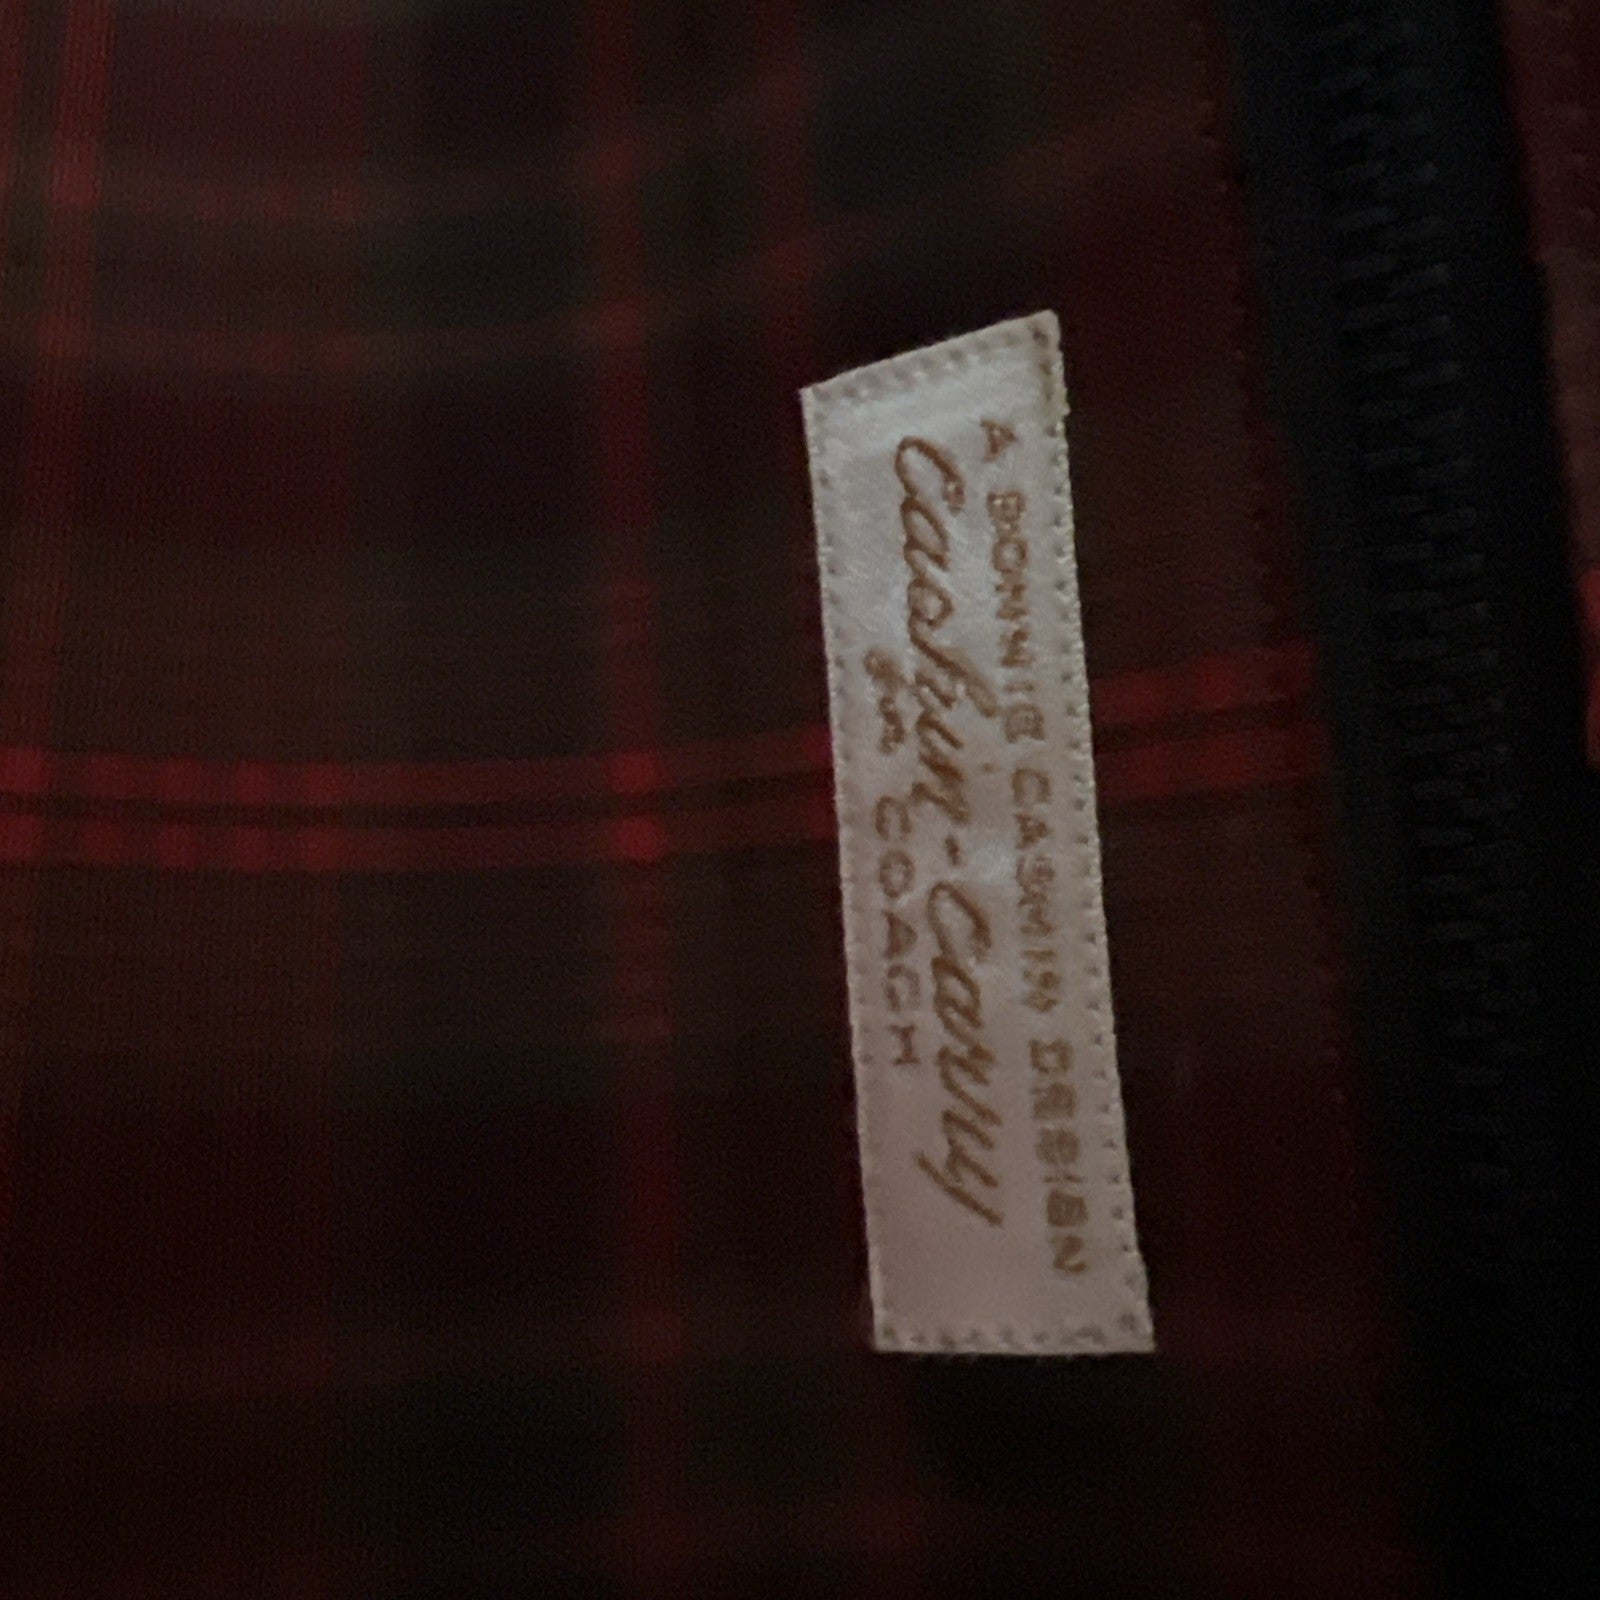 A BONNIE CASHIN DESIGN
Cashin-Carry
for COACH